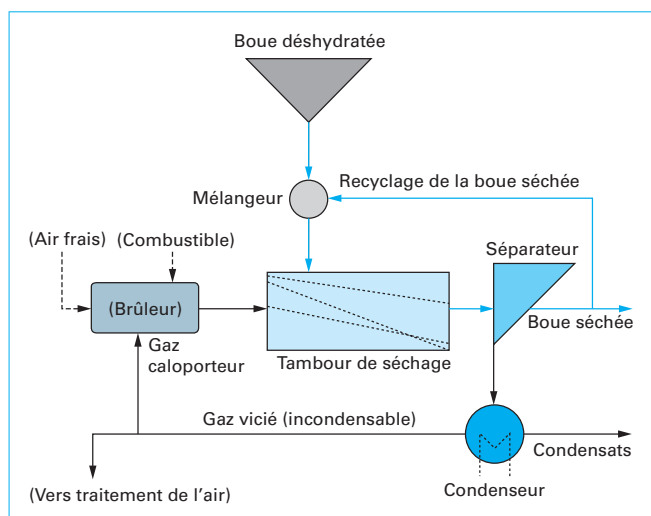 Boue déshydratée
Recyclage de la boue séchée
Mélangeur
(Air frais)
(Combustible)
Séparateur
(Brûleur)
Boue séchée
Gaz
caloporteur
Tambour de séchage
Gaz vicié (incondensable)
Condensats
Condenseur
(Vers traitement de l'air)